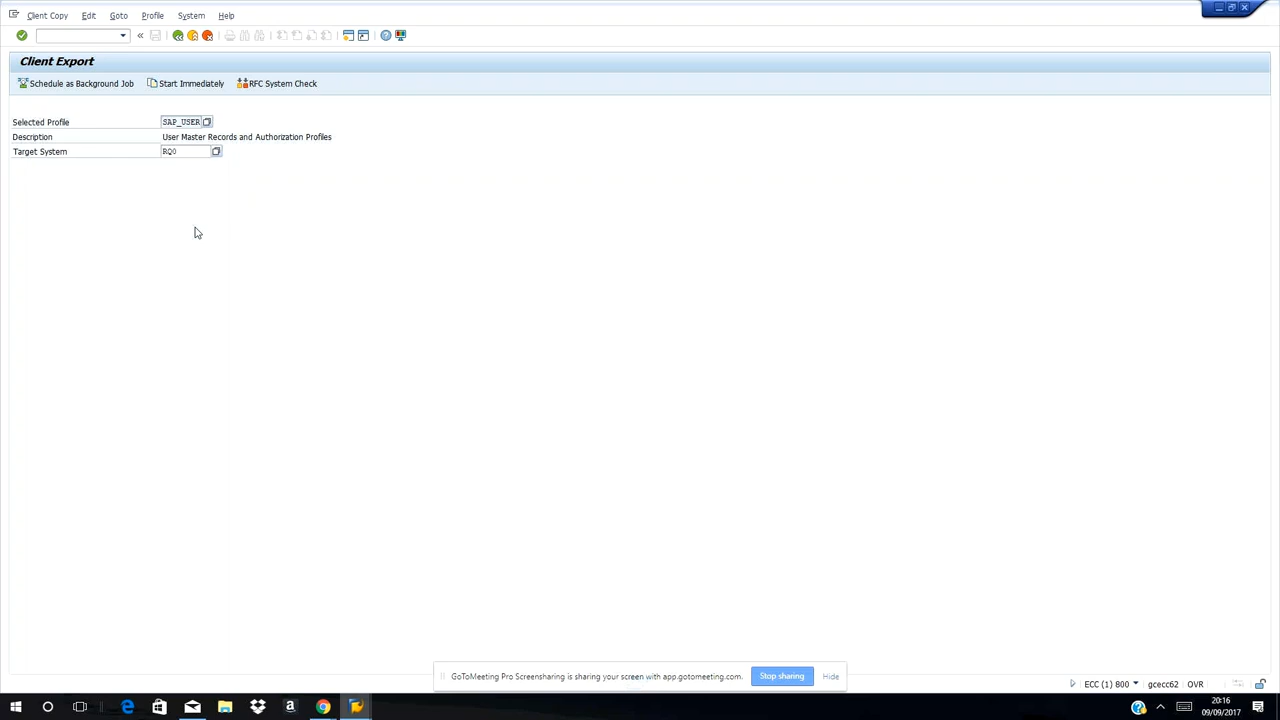 Client Copy Edit Goto Profile System Help
Client Export
Schedule as Background Job Start Immediately RFC System Check
Selected Profile SAP_USER
Description User Master Records and Authorization Profiles
Target System RQ0
GoToMeeting Pro Screensharing is sharing your screen with app.gotomeeting.com. Stop sharing Hide
ECC (1) 800 gcecc62 OVR
20:16
09/09/2017